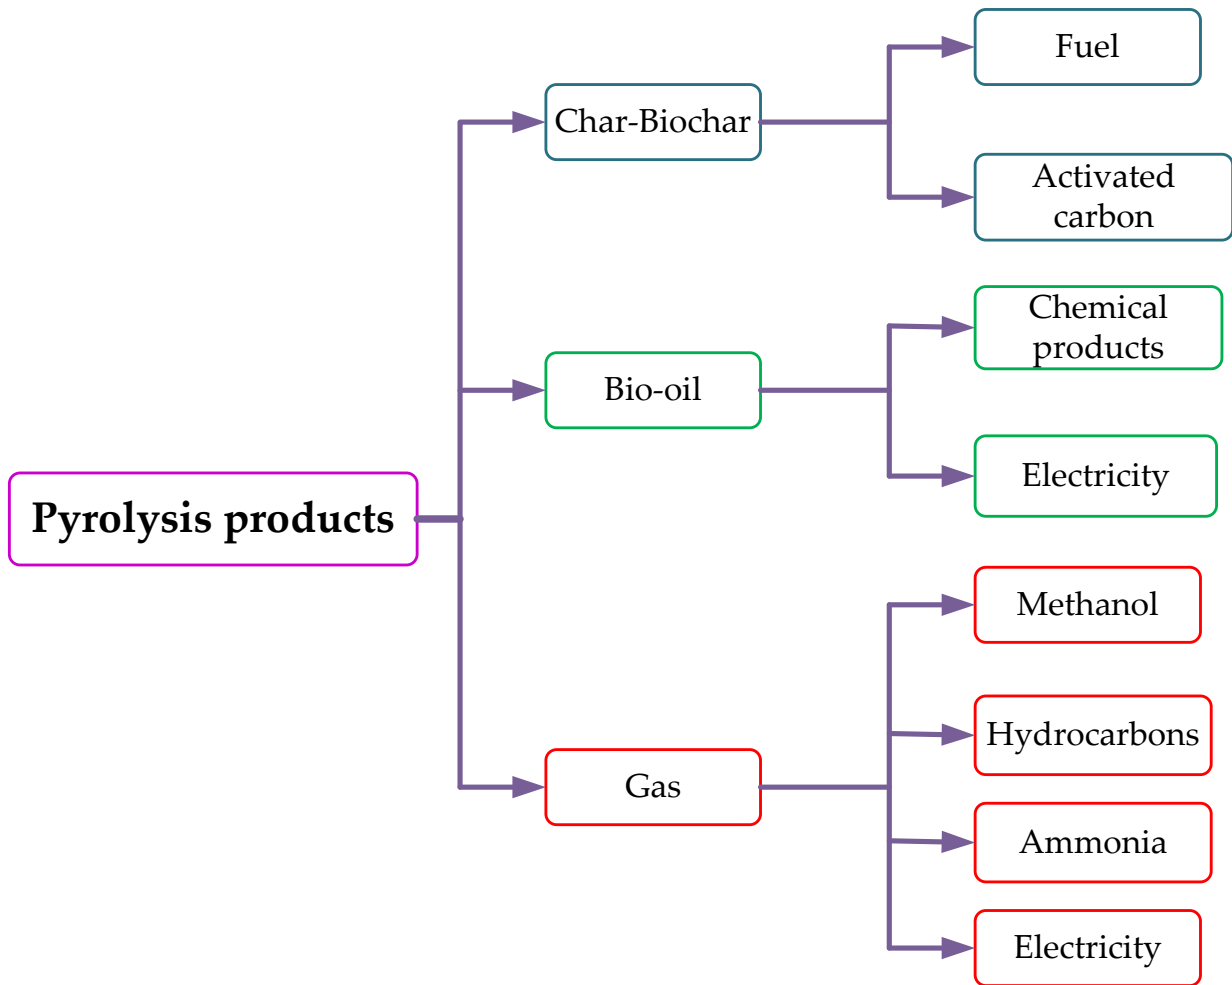 Pyrolysis products
Char-Biochar
Fuel
Activated
carbon
Bio-oil
Chemical
products
Electricity
Gas
Methanol
Hydrocarbons
Ammonia
Electricity